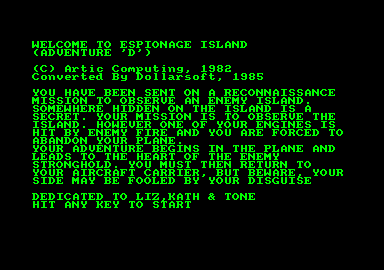 WELCOME TO ESPIONAGE ISLAND
(ADVENTURE 'D')
(C) Artic Computing, 1982
Converted By Dollarsoft, 1985
YOU HAVE BEEN SENT ON A RECONNAISSANCE
MISSION TO OBSERVE AN ENEMY ISLAND.
SOMEWHERE HIDDEN ON THE ISLAND IS A
SECRET. YOUR MISSION IS TO OBSERVE THE
ISLAND. HOWEVER ONE OF YOUR ENGINES IS
HIT BY ENEMY FIRE AND YOU ARE FORCED TO
ABANDON YOUR PLANE.
YOUR ADVENTURE BEGINS IN THE PLANE AND
LEADS TO THE HEART OF THE ENEMY
STRONGHOLD. YOU MUST THEN RETURN TO
YOUR AIRCRAFT CARRIER, BUT BEWARE, YOUR
SIDE MAY BE FOOLED BY YOUR DISGUISE
DEDICATED TO LIZ,KATH & TONE
HIT ANY KEY TO START